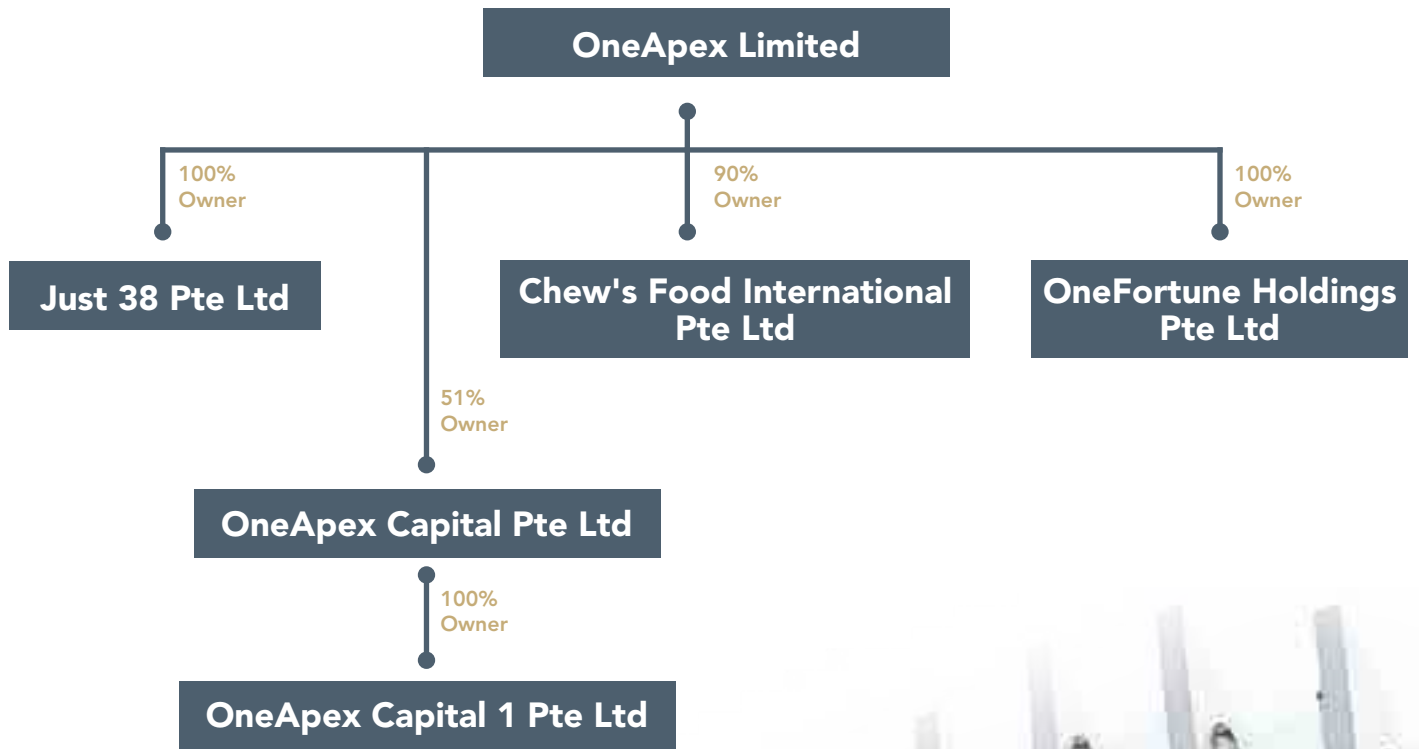 OneApex Limited
100%
Owner
90%
Owner
100%
Owner
Just 38 Pte Ltd
Chew's Food International
Pte Ltd
OneFortune Holdings
Pte Ltd
51%
Owner
OneApex Capital Pte Ltd
100%
Owner
OneApex Capital 1 Pte Ltd